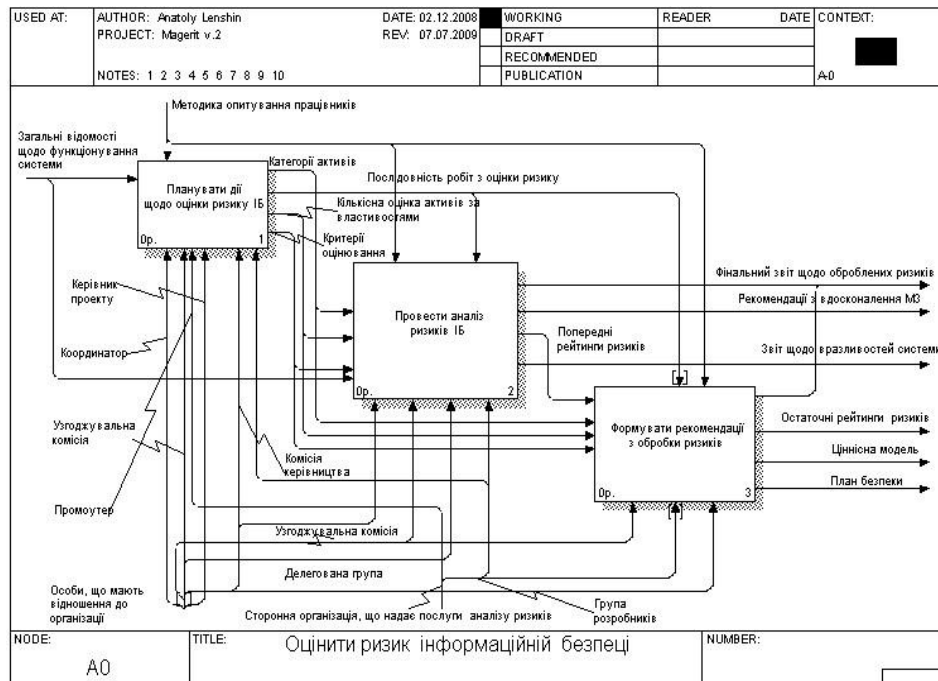 USED AT:
AUTHOR: Anatoly Lenshin
DATE: 02.12.2008
WORKING
READER
DATE
CONTEXT:
PROJECT: Magerit v.2
REV: 07.07.2009
DRAFT
RECOMMENDED
NOTES: 1 2 3 4 5 6 7 8 9 10
PUBLICATION
A-0
Методика опитування працівників
Загальні відомості
щодо функціонування
системи
Категорії активів
Планувати дії
щодо оцінки ризику ІБ
0р.
1
Послідовність робіт з оцінки ризику
Кількісна оцінка активів за
властивостями
Критерії
оцінювання
Фінальний звіт щодо оброблених ризиків
Керівник
проекту
Рекомендації з вдосконалення МЗ
Провести аналіз
ризиків ІБ
0р.
2
Попередні
рейтинги ризиків
Координатор
Звіт щодо вразливостей системи
Формувати рекомендації
з обробки ризиків
0р.
3
Остаточні рейтинги ризиків
Узгоджувальна
комісія
Комісія
керівництва
Ціннісна модель
План безпеки
Промоутер
Узгоджувальна комісія
Делегована група
Особи, що мають
відношення до
організації
Стороння організація, що надає послуги аналізу ризиків
Група
розробників
NODE:
A0
TITLE:
Оцінити ризик інформаційній безпеці
NUMBER: